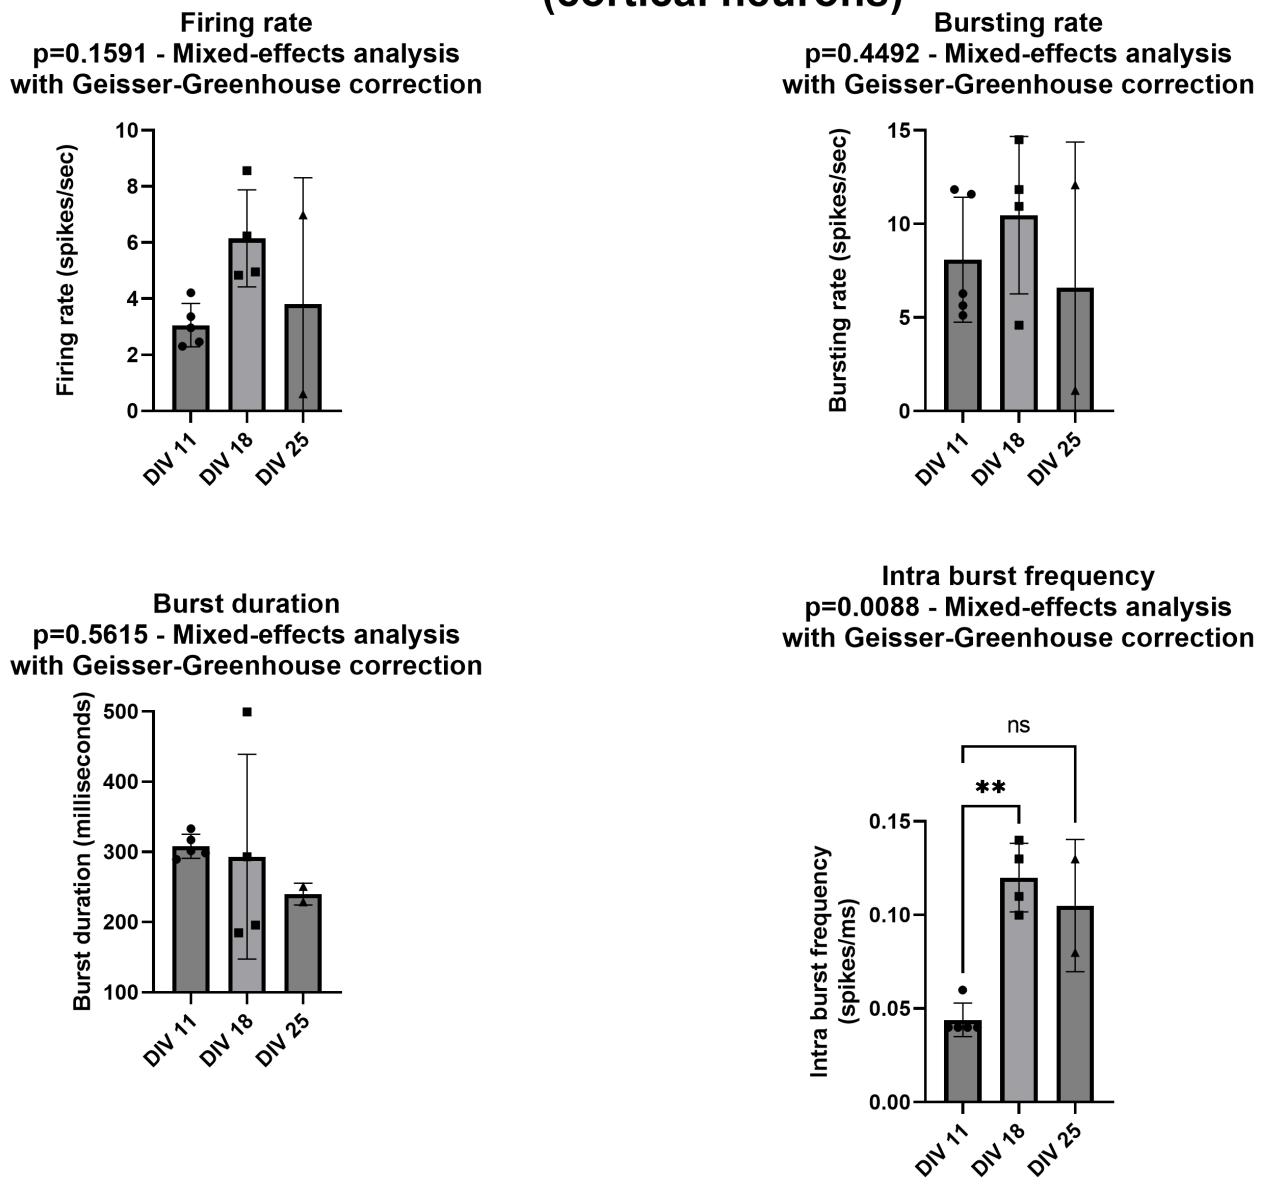 (cortical neurons)
Firing rate
p=0.1591 - Mixed-effects analysis
with Geisser-Greenhouse correction
Firing rate (spikes/sec)
10
8
6
4
2
0
DIV 11
DIV 18
DIV 25
Bursting rate
p=0.4492 - Mixed-effects analysis
with Geisser-Greenhouse correction
Bursting rate (spikes/sec)
15
10
5
0
DIV 11
DIV 18
DIV 25
Burst duration
p=0.5615 - Mixed-effects analysis
with Geisser-Greenhouse correction
Burst duration (milliseconds)
500
400
300
200
100
DIV 11
DIV 18
DIV 25
Intra burst frequency
p=0.0088 - Mixed-effects analysis
with Geisser-Greenhouse correction
ns
**
Intra burst frequency
(spikes/ms)
0.15
0.10
0.05
0.00
DIV 11
DIV 18
DIV 25